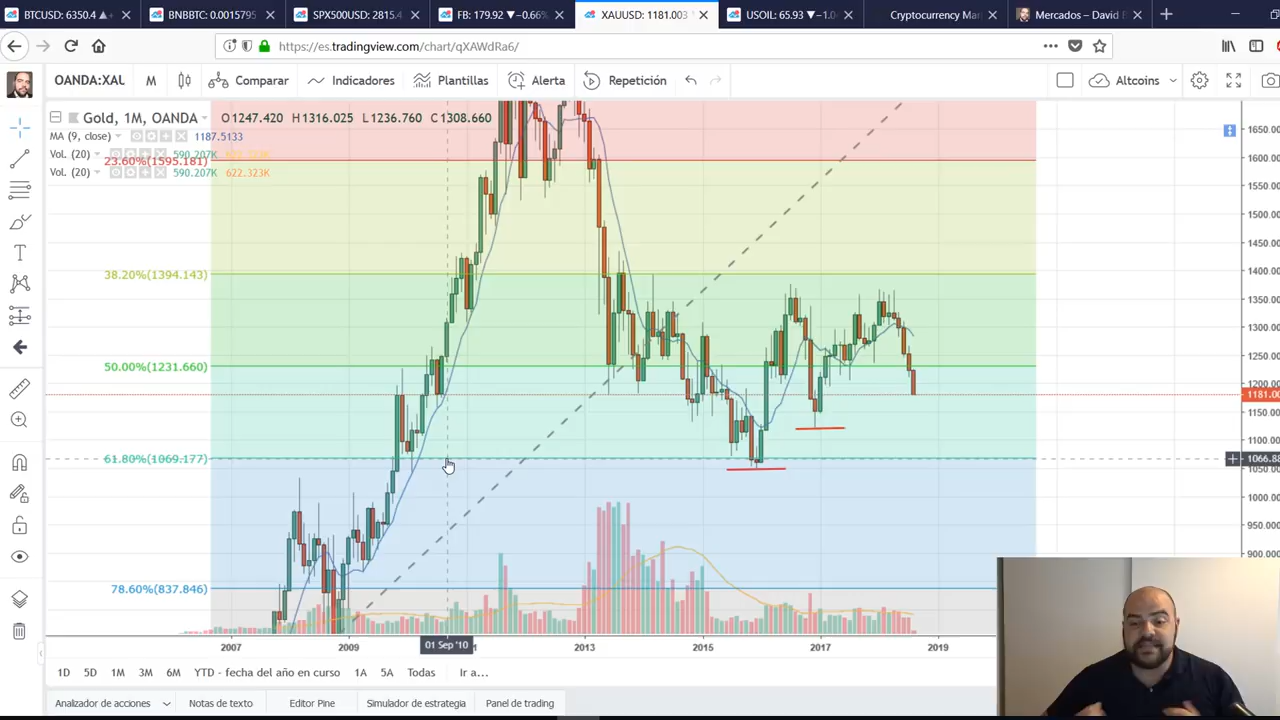 BTCUSD: 6350.4
BNBBTC: 0.0015795
SPX500USD: 2815.4
FB: 179.92 ▼−0.66%
XAUUSD: 1181.003
USOIL: 65.93 ▼−1.0
Cryptocurrency Mar
Mercados – David B
https://es.tradingview.com/chart/qXAWdRa6/
OANDA:XAU
M
Comparar
Indicadores
Plantillas
Alerta
Repetición
Altcoins
Gold, 1M, OANDA
O1247.420 H1316.025 L1236.760 C1308.660
MA (9, close) 1187.5133
Vol. (20) 590.207K
Vol. (20) 590.207K 622.323K
23.60%(1595.181)
38.20%(1394.143)
50.00%(1231.660)
61.80%(1069.177)
78.60%(837.846)
1650.00
1600.00
1550.00
1500.00
1450.00
1400.00
1350.00
1300.00
1250.00
1200.00
1181.00
1150.00
1100.00
1066.88
1050.00
1000.00
950.00
900.00
2007
2009
01 Sep '10
2013
2015
2017
2019
1D 5D 1M 3M 6M YTD - fecha del año en curso 1A 5A Todas Ir a...
Analizador de acciones
Notas de texto
Editor Pine
Simulador de estrategia
Panel de trading